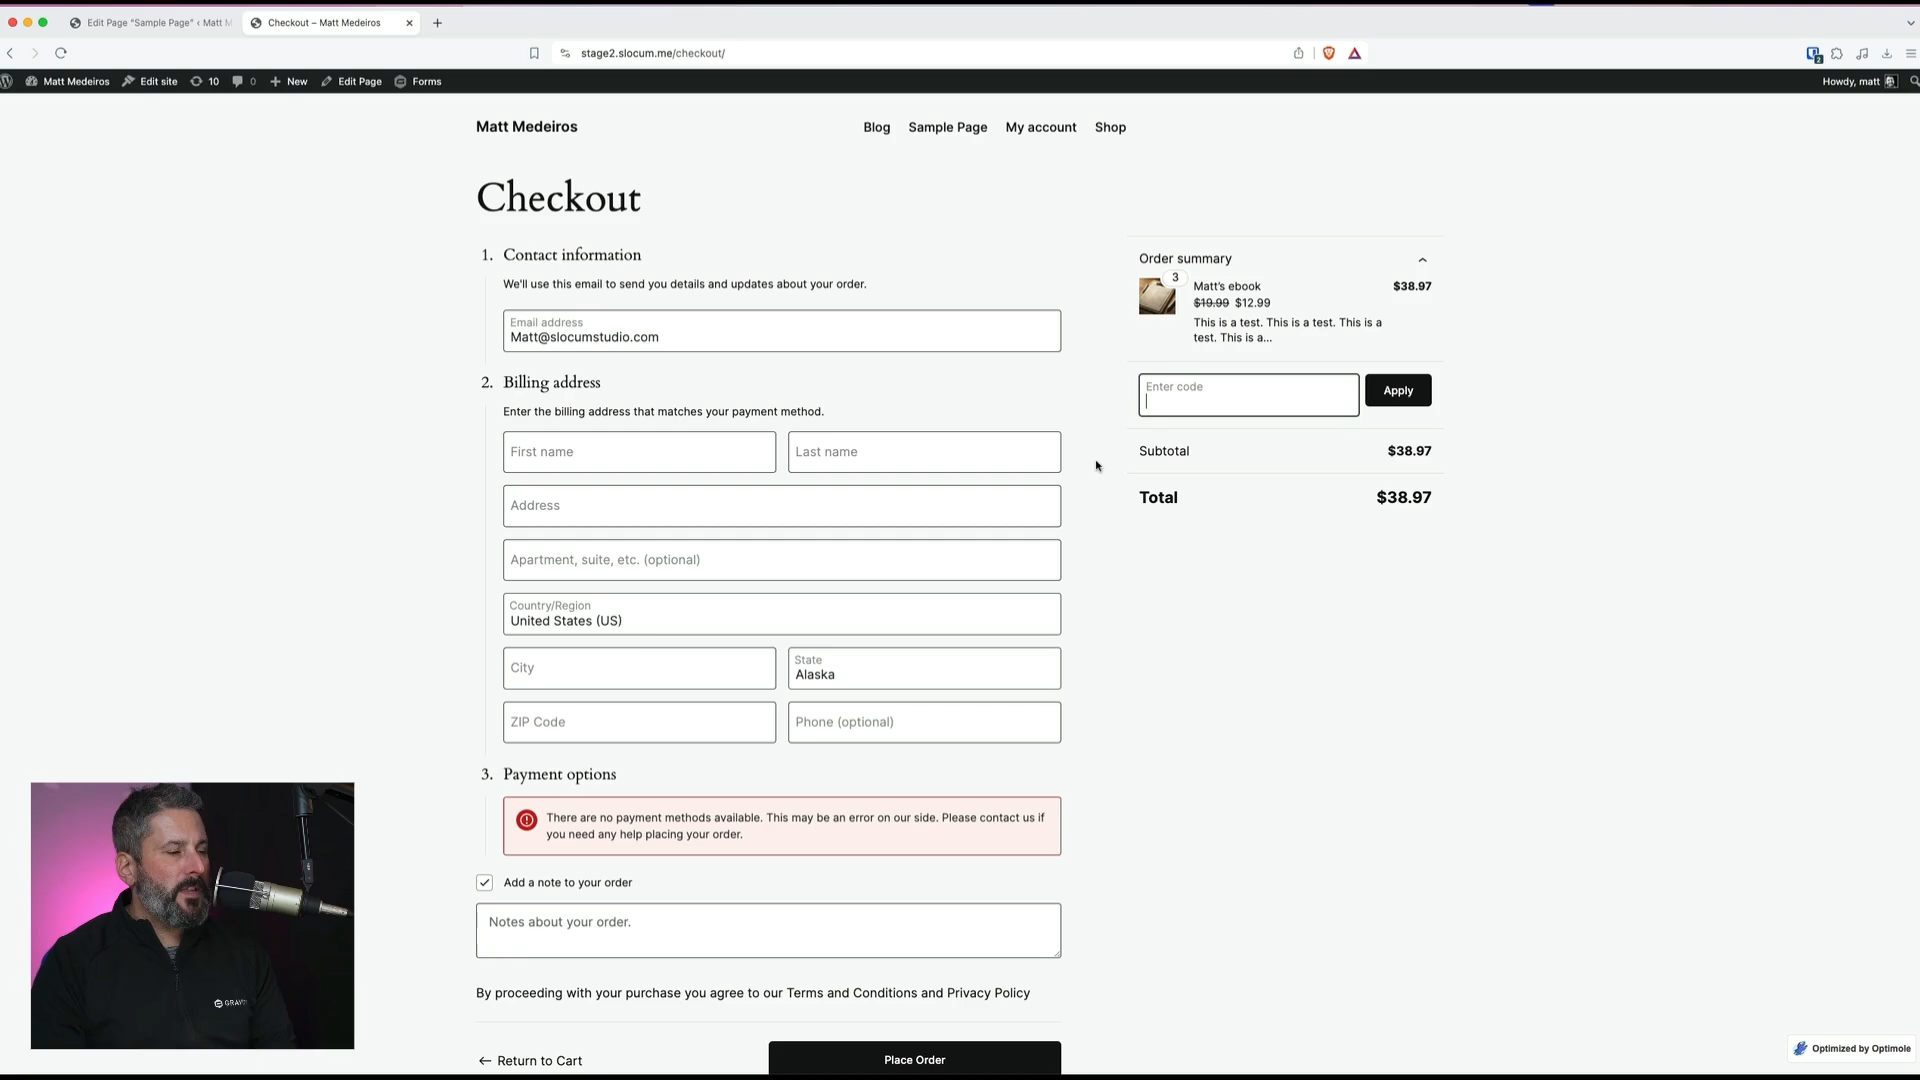 Edit Page "Sample Page" ‹ Matt M
Checkout – Matt Medeiros
stage2.slocum.me/checkout/
2
Matt Medeiros
Edit site
10
0
New
Edit Page
Forms
Howdy, matt
Matt Medeiros
Blog
Sample Page
My account
Shop
Checkout
1. Contact information
We'll use this email to send you details and updates about your order.
Email address
Matt@slocumstudio.com
2. Billing address
Enter the billing address that matches your payment method.
First name
Last name
Address
Apartment, suite, etc. (optional)
Country/Region
United States (US)
City
State
Alaska
ZIP Code
Phone (optional)
3. Payment options
There are no payment methods available. This may be an error on our side. Please contact us if
you need any help placing your order.
Add a note to your order
Notes about your order.
By proceeding with your purchase you agree to our Terms and Conditions and Privacy Policy
Return to Cart
Place Order
Order summary
3
Matt's ebook
$38.97
$19.99 $12.99
This is a test. This is a test. This is a
test. This is a...
Enter code
Apply
Subtotal
$38.97
Total
$38.97
Optimized by Optimole